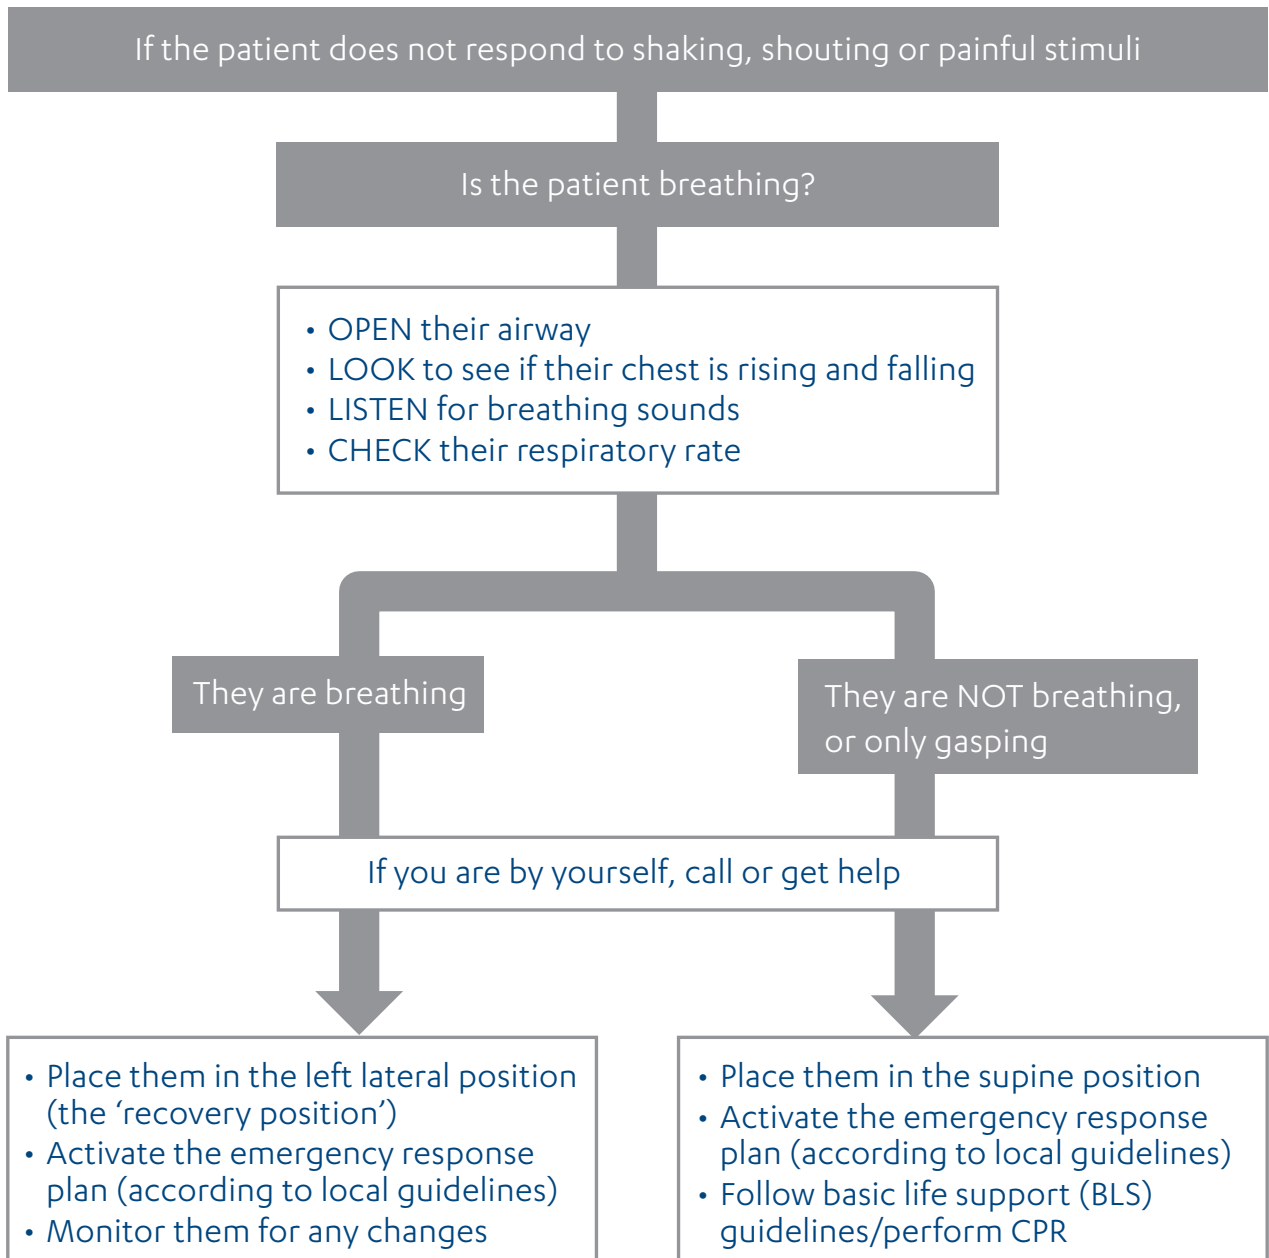 If the patient does not respond to shaking, shouting or painful stimuli
Is the patient breathing?
• OPEN their airway
• LOOK to see if their chest is rising and falling
• LISTEN for breathing sounds
• CHECK their respiratory rate
They are breathing
They are NOT breathing,
or only gasping
If you are by yourself, call or get help
• Place them in the left lateral position
(the ‘recovery position’)
• Activate the emergency response
plan (according to local guidelines)
• Monitor them for any changes
• Place them in the supine position
• Activate the emergency response
plan (according to local guidelines)
• Follow basic life support (BLS)
guidelines/perform CPR